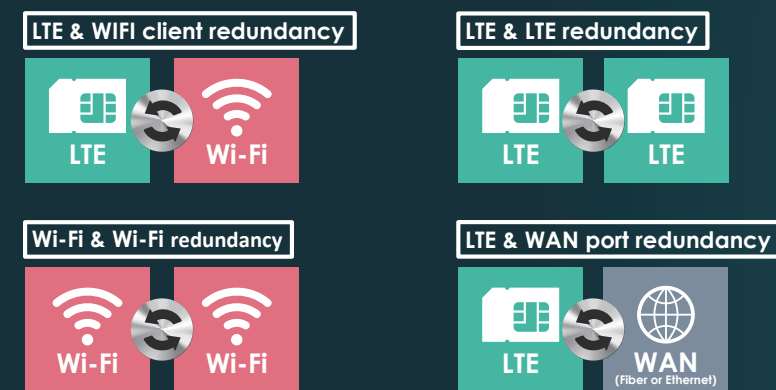 LTE & WIFI client redundancy
LTE
Wi-Fi
LTE & LTE redundancy
LTE
LTE
Wi-Fi & Wi-Fi redundancy
Wi-Fi
Wi-Fi
LTE & WAN port redundancy
LTE
WAN
(Fiber or Ethernet)